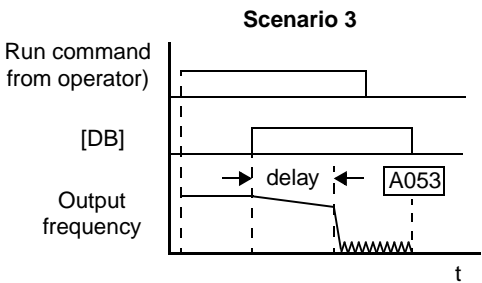 Scenario 3
Run command
from operator)
[DB]
delay
A053
Output
frequency
t